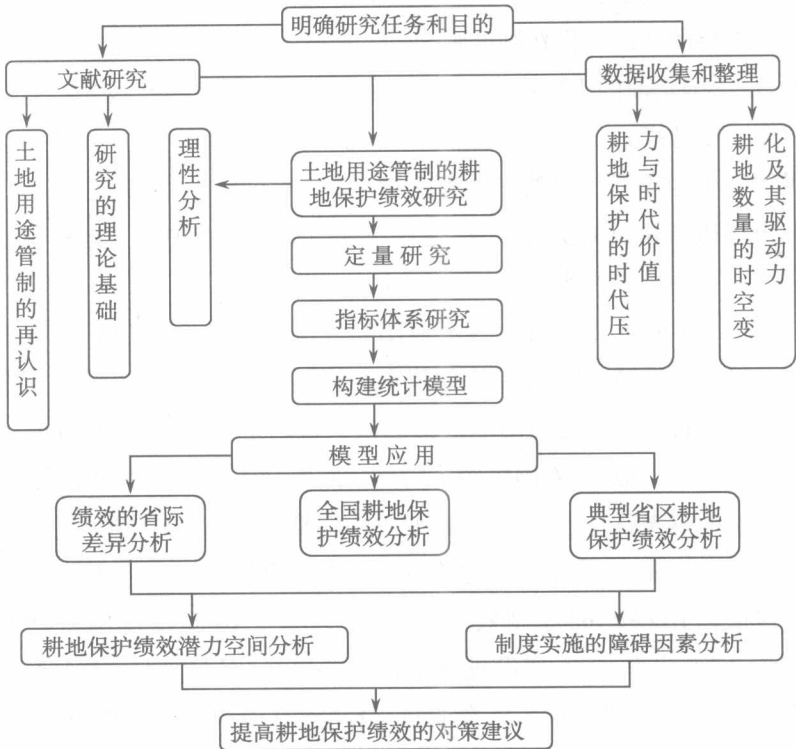 明确研究任务和目的
文献研究
数据收集和整理
土地用途管制的再认识
研究的理论基础
理性分析
土地用途管制的耕
地保护绩效研究
耕地保护的时代压
力与时代价值
耕地数量的时空变
化及其驱动力
定量研究
指标体系研究
构建统计模型
模型应用
绩效的省际
差异分析
全国耕地保
护绩效分析
典型省区耕地
保护绩效分析
耕地保护绩效潜力空间分析
制度实施的障碍因素分析
提高耕地保护绩效的对策建议